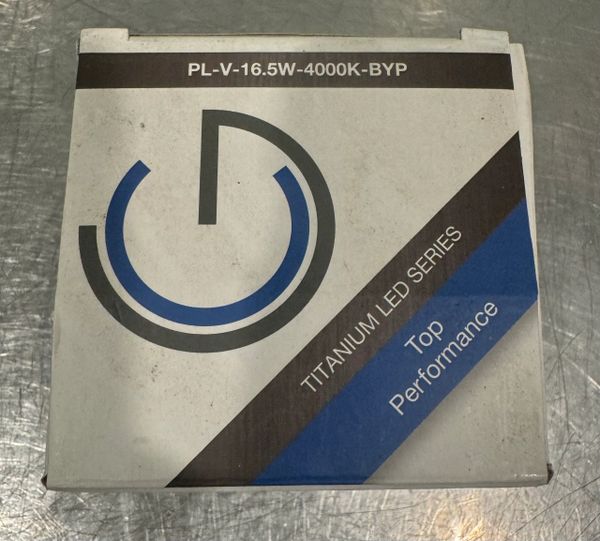 PL-V-16.5W-4000K-BYP
TITANIUM LED SERIES
Top
Performance